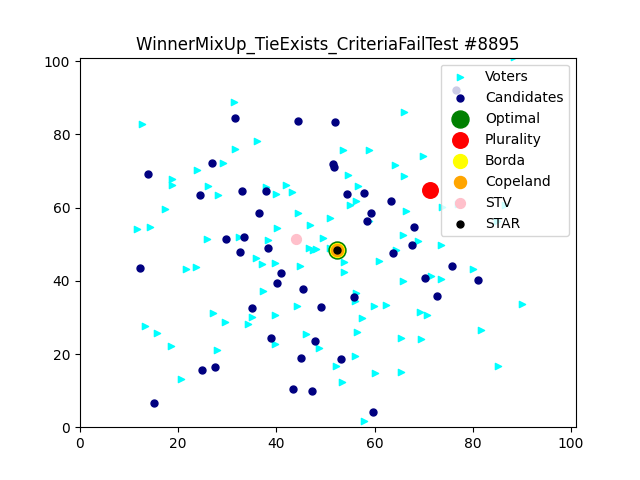 WinnerMixUp_TieExists_CriteriaFailTest #8895
100
80
60
40
20
0
0
20
40
60
80
100
Voters
Candidates
Optimal
Plurality
Borda
Copeland
STV
STAR